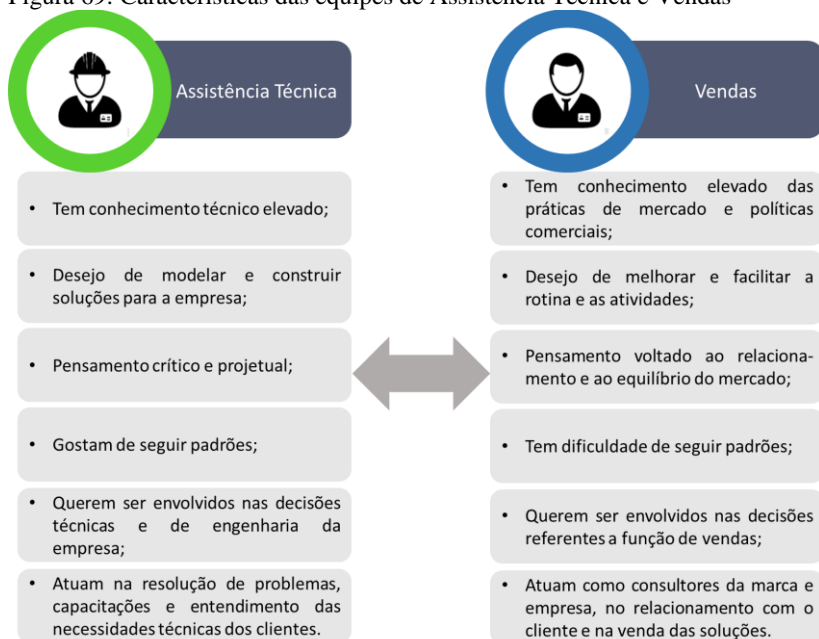 Figura 69: Características das equipes de Assistência Técnica e Vendas
Assistência Técnica
• Tem conhecimento técnico elevado;
• Desejo de modelar e construir
soluções para a empresa;
• Pensamento crítico e projetual;
• Gostam de seguir padrões;
• Querem ser envolvidos nas decisões
técnicas e de engenharia da
empresa;
• Atuam na resolução de problemas,
capacitações e entendimento das
necessidades técnicas dos clientes.
Vendas
• Tem conhecimento elevado das
práticas de mercado e políticas
comerciais;
• Desejo de melhorar e facilitar a
rotina e as atividades;
• Pensamento voltado ao relaciona-
mento e ao equilíbrio do mercado;
• Tem dificuldade de seguir padrões;
• Querem ser envolvidos nas decisões
referentes a função de vendas;
• Atuam como consultores da marca e
empresa, no relacionamento com o
cliente e na venda das soluções.